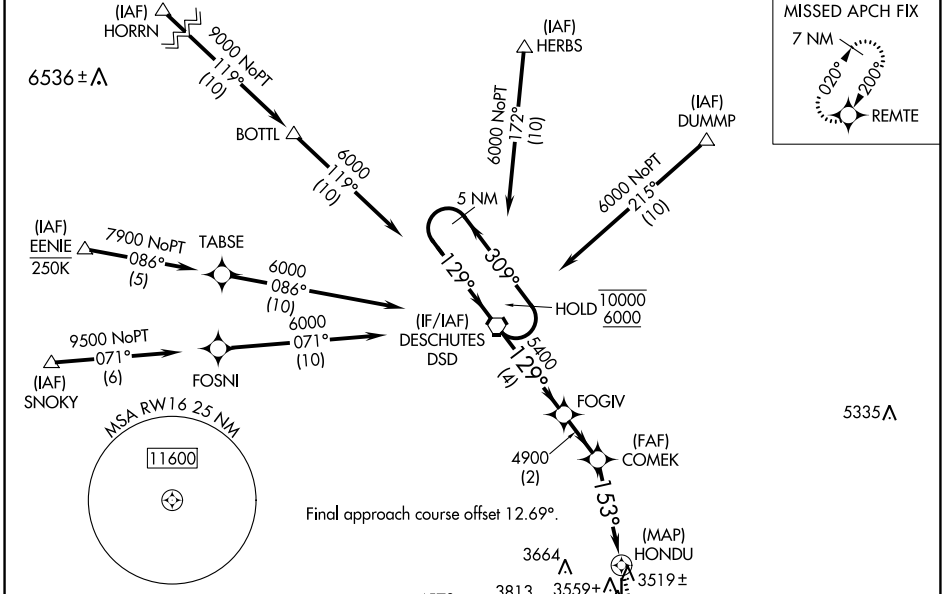 (IAF)
HORRN
9000 NoPT
119°
(10)
6536 ±
BOTTL
6000
119°
(10)
(IAF)
HERBS
6000 NoPT
172°
(10)
(IAF)
DUMMP
6000 NoPT
215°
(10)
MISSED APCH FIX
7 NM
020°
200°
REMTE
(IAF)
EENIE
250K
7900 NoPT
086°
(5)
TABSE
6000
086°
(10)
5 NM
129°
309°
HOLD
10000
6000
(IF/IAF)
DESCHUTES
DSD
(IAF)
SNOKY
9500 NoPT
071°
(6)
FOSNI
6000
071°
(10)
5400
129°
(4)
FOGIV
4900
(2)
(FAF)
COMEK
153°
5335
MSA RW16 25 NM
11600
Final approach course offset 12.69°.
(MAP)
HONDU
3664
3519 ±
3813
3559±